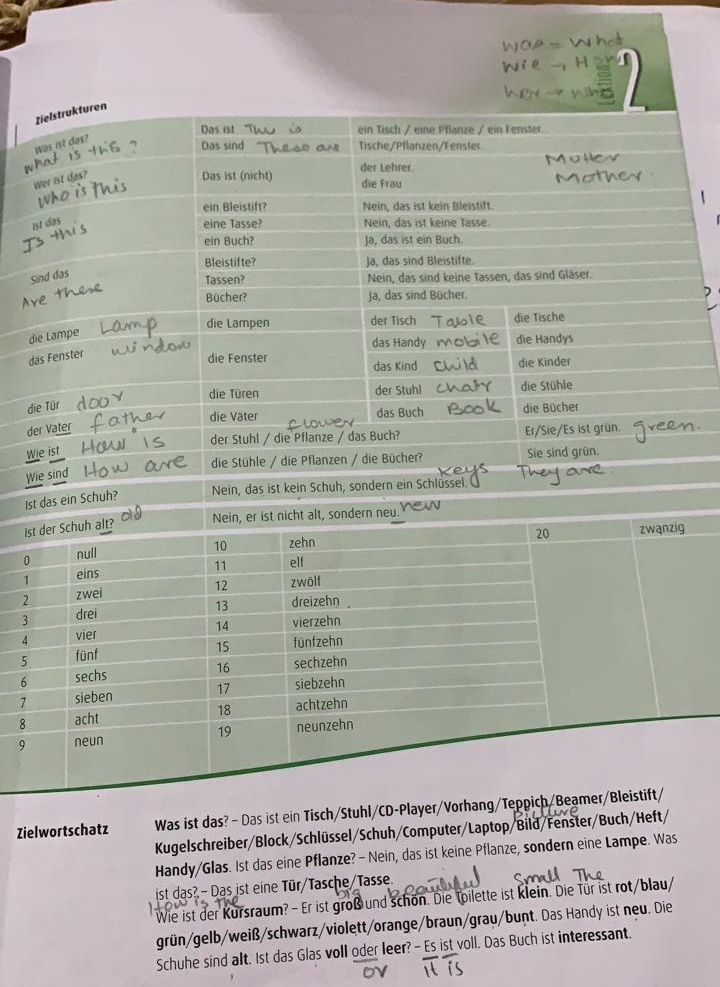 was = what
wie → How
her →
Lektion 2
Zielstrukturen
Was ist das? Das ist This is ein Tisch / eine Pflanze / ein Fenster.
what is this? Das sind These are Tische/Pflanzen/Fenster.
Wer ist das? Das ist (nicht) der Lehrer. Mutter
Who is this die Frau Mother.
Ist das ein Bleistift? Nein, das ist kein Bleistift.
Is this eine Tasse? Nein, das ist keine Tasse.
ein Buch? Ja, das ist ein Buch.
Sind das Bleistifte? Ja, das sind Bleistifte.
Are these Tassen? Nein, das sind keine Tassen, das sind Gläser.
Bücher? Ja, das sind Bücher.
die Lampe Lamp die Lampen der Tisch Table die Tische
das Fenster window die Fenster das Handy mobile die Handys
das Kind child die Kinder
die Tür door die Türen der Stuhl chair die Stühle
der Vater father die Väter das Buch Book die Bücher
flower
Wie ist How is der Stuhl / die Pflanze / das Buch? Er/Sie/Es ist grün. green.
Wie sind How are die Stühle / die Pflanzen / die Bücher? Sie sind grün.
keys They are.
Ist das ein Schuh? Nein, das ist kein Schuh, sondern ein Schlüssel.
Ist der Schuh alt? old Nein, er ist nicht alt, sondern neu. new
0 null 10 zehn 20 zwanzig
1 eins 11 elf
2 zwei 12 zwölf
3 drei 13 dreizehn
4 vier 14 vierzehn
5 fünf 15 fünfzehn
6 sechs 16 sechzehn
7 sieben 17 siebzehn
8 acht 18 achtzehn
9 neun 19 neunzehn
Zielwortschatz Was ist das? – Das ist ein Tisch/Stuhl/CD-Player/Vorhang/Teppich/Beamer/Bleistift/
picture
Kugelschreiber/Block/Schlüssel/Schuh/Computer/Laptop/Bild/Fenster/Buch/Heft/
Handy/Glas. Ist das eine Pflanze? – Nein, das ist keine Pflanze, sondern eine Lampe. Was
ist das? – Das ist eine Tür/Tasche/Tasse.
How is the big beautiful small The
Wie ist der Kursraum? – Er ist groß und schön. Die Toilette ist klein. Die Tür ist rot/blau/
grün/gelb/weiß/schwarz/violett/orange/braun/grau/bunt. Das Handy ist neu. Die
Schuhe sind alt. Ist das Glas voll oder leer? – Es ist voll. Das Buch ist interessant.
or it is